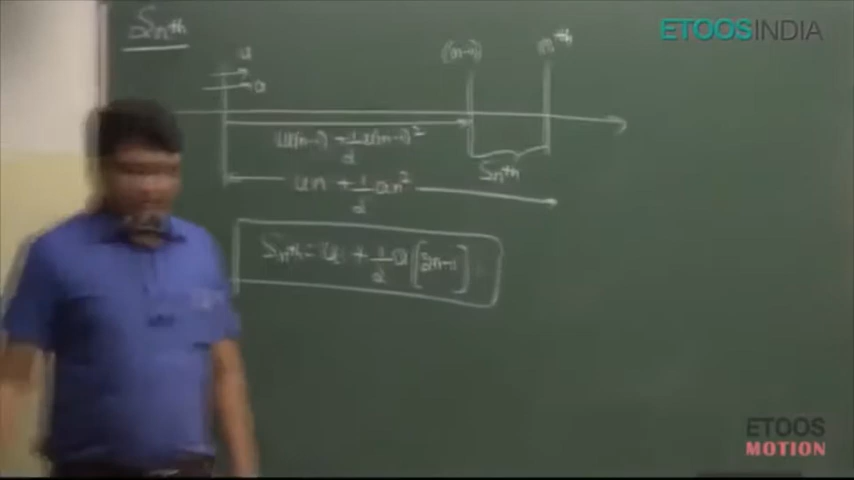 Snth
ETOOSINDIA
u
a
(n-1) nth
u(n-1) + 1/2 a(n-1)²
Snth
un + 1/2 an²
Snth = u + 1/2 a [2n-1]
ETOOS
MOTION